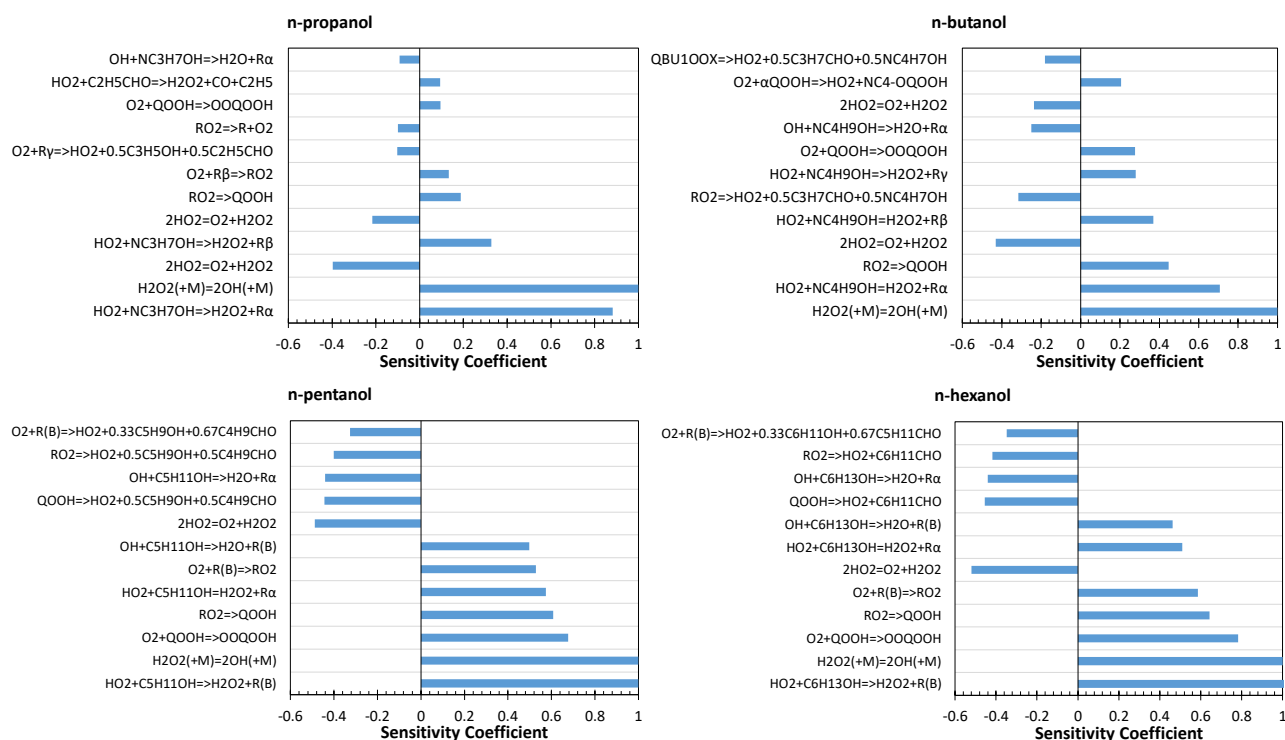 n-propanol
OH+NC3H7OH=>H2O+Rα
HO2+C2H5CHO=>H2O2+CO+C2H5
O2+QOOH=>OOQOOH
RO2=>R+O2
O2+Rγ=>HO2+0.5C3H5OH+0.5C2H5CHO
O2+Rβ=>RO2
RO2=>QOOH
2HO2=O2+H2O2
HO2+NC3H7OH=>H2O2+Rβ
2HO2=O2+H2O2
H2O2(+M)=2OH(+M)
HO2+NC3H7OH=>H2O2+Rα
-0.6 -0.4 -0.2 0 0.2 0.4 0.6 0.8 1
Sensitivity Coefficient
n-butanol
QBU1OOX=>HO2+0.5C3H7CHO+0.5NC4H7OH
O2+αQOOH=>HO2+NC4-OQOOH
2HO2=O2+H2O2
OH+NC4H9OH=>H2O+Rα
O2+QOOH=>OOQOOH
HO2+NC4H9OH=>H2O2+Rγ
RO2=>HO2+0.5C3H7CHO+0.5NC4H7OH
HO2+NC4H9OH=H2O2+Rβ
2HO2=O2+H2O2
RO2=>QOOH
HO2+NC4H9OH=H2O2+Rα
H2O2(+M)=2OH(+M)
-0.6 -0.4 -0.2 0 0.2 0.4 0.6 0.8 1
Sensitivity Coefficient
n-pentanol
O2+R(B)=>HO2+0.33C5H9OH+0.67C4H9CHO
RO2=>HO2+0.5C5H9OH+0.5C4H9CHO
OH+C5H11OH=>H2O+Rα
QOOH=>HO2+0.5C5H9OH+0.5C4H9CHO
2HO2=O2+H2O2
OH+C5H11OH=>H2O+R(B)
O2+R(B)=>RO2
HO2+C5H11OH=H2O2+Rα
RO2=>QOOH
O2+QOOH=>OOQOOH
H2O2(+M)=2OH(+M)
HO2+C5H11OH=>H2O2+R(B)
-0.6 -0.4 -0.2 0 0.2 0.4 0.6 0.8 1
Sensitivity Coefficient
n-hexanol
O2+R(B)=>HO2+0.33C6H11OH+0.67C5H11CHO
RO2=>HO2+C6H11CHO
OH+C6H13OH=>H2O+Rα
QOOH=>HO2+C6H11CHO
OH+C6H13OH=>H2O+R(B)
HO2+C6H13OH=H2O2+Rα
2HO2=O2+H2O2
O2+R(B)=>RO2
RO2=>QOOH
O2+QOOH=>OOQOOH
H2O2(+M)=2OH(+M)
HO2+C6H13OH=>H2O2+R(B)
-0.6 -0.4 -0.2 0 0.2 0.4 0.6 0.8 1
Sensitivity Coefficient